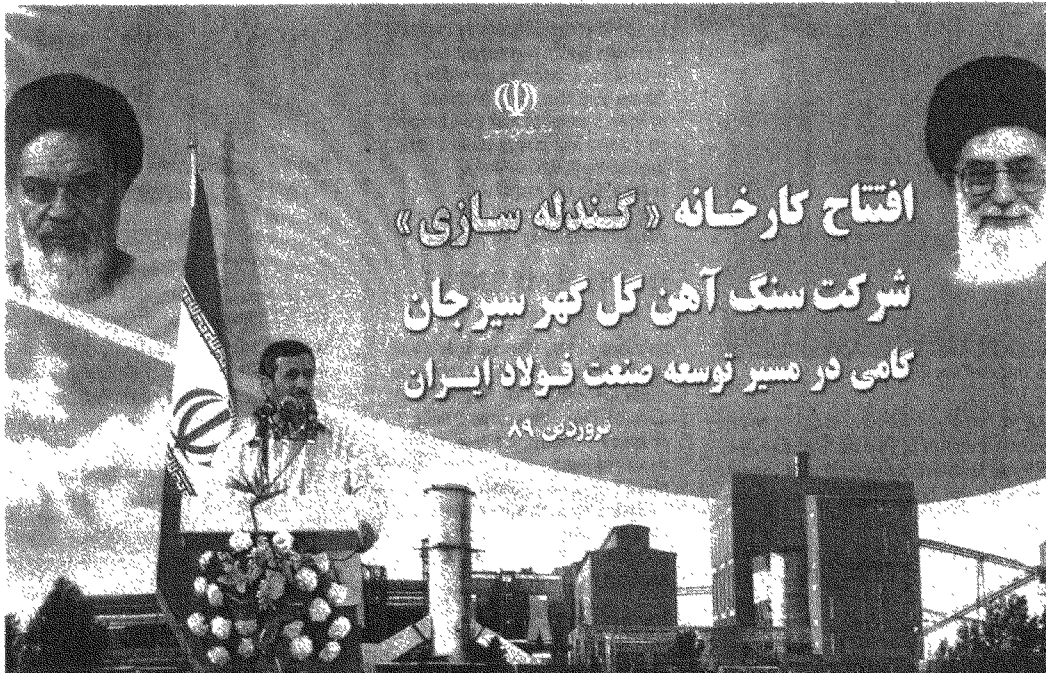 افتتاح کارخانه « گندله سازی »
شرکت سنگ آهن گل گهر سیرجان
گامی در مسیر توسعه صنعت فولاد ایران
فروردین ۸۹